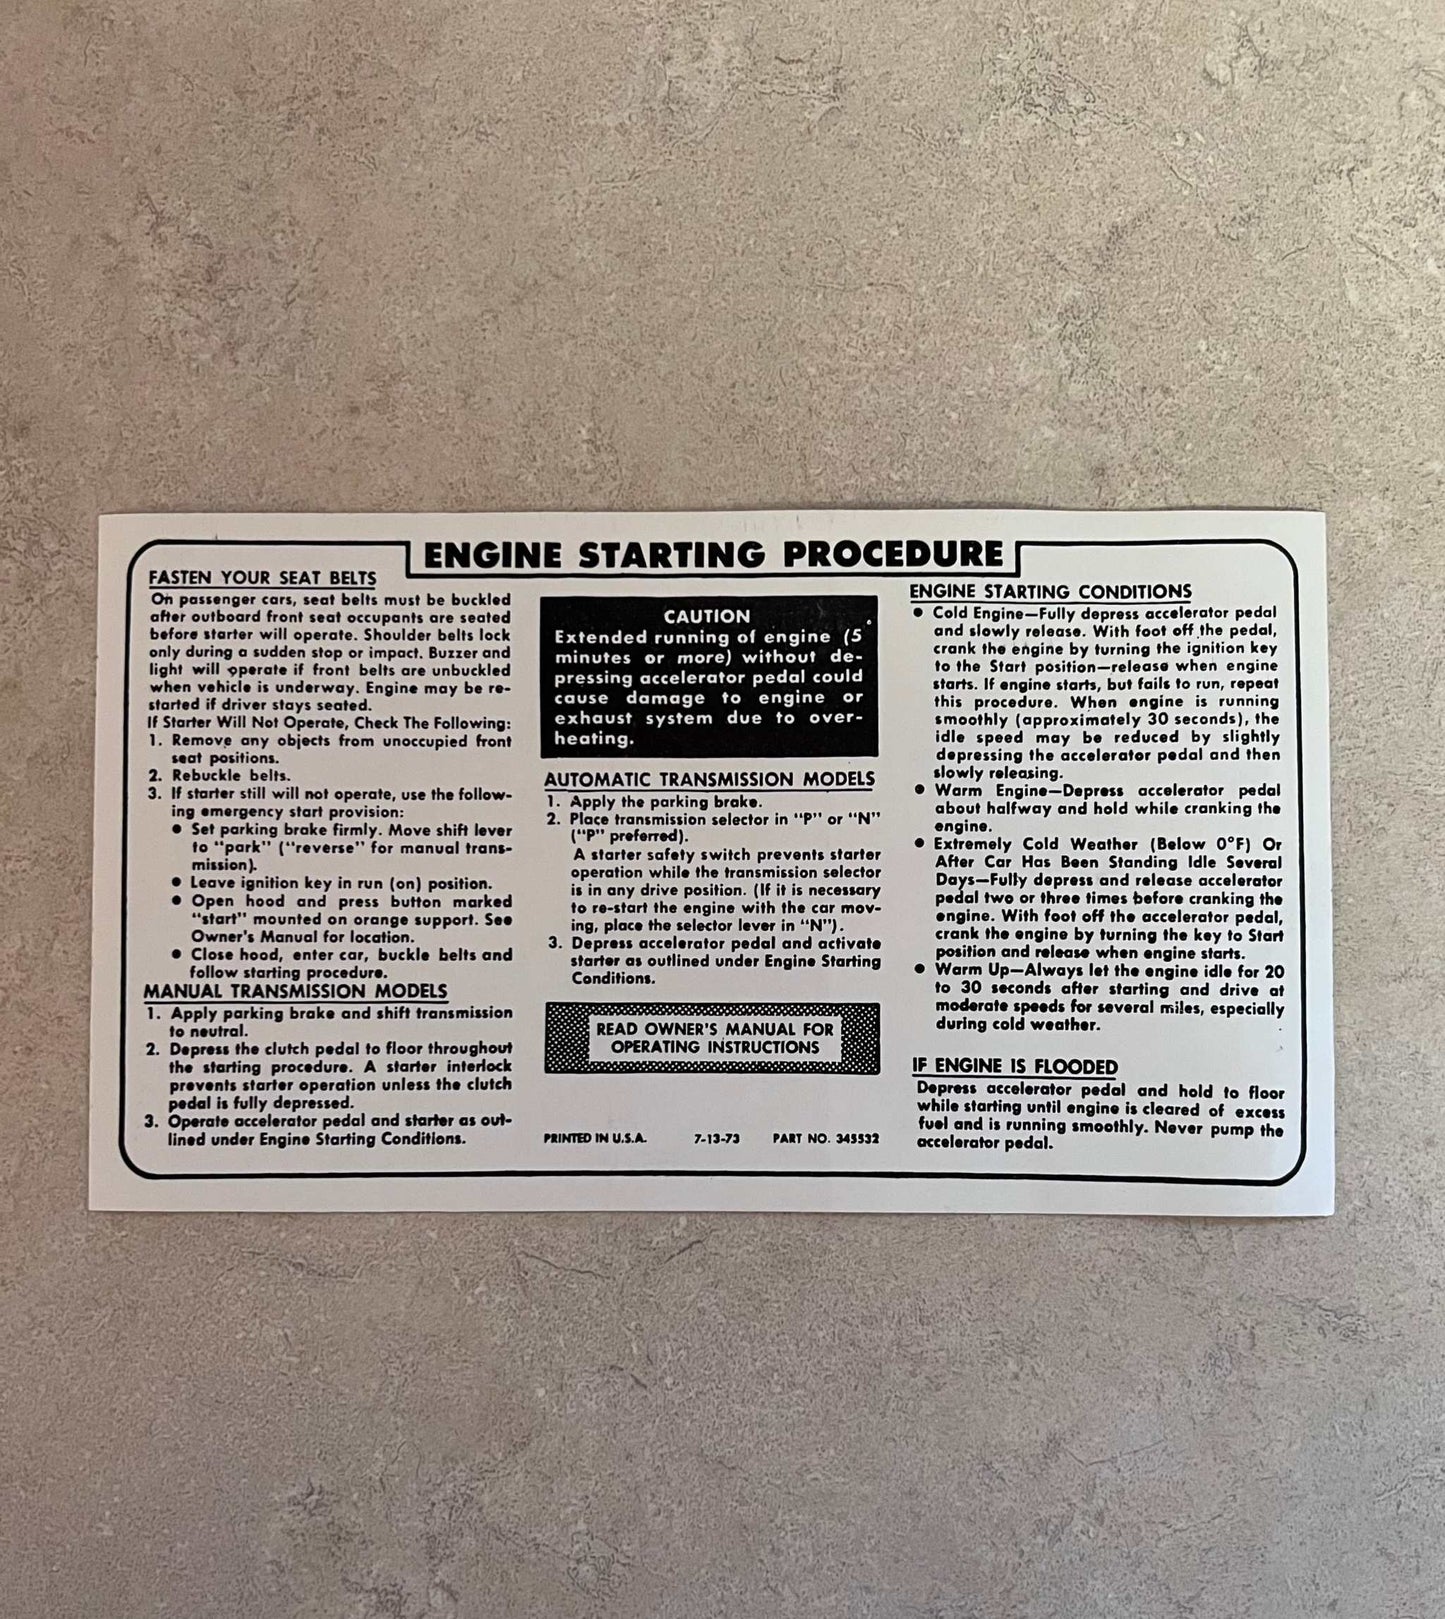 ENGINE STARTING PROCEDURE
FASTEN YOUR SEAT BELTS
On passenger cars, seat belts must be buckled
after outboard front seat occupants are seated
before starter will operate. Shoulder belts lock
only during a sudden stop or impact. Buzzer and
light will operate if front belts are unbuckled
when vehicle is underway. Engine may be re-
started if driver stays seated.
If Starter Will Not Operate, Check The Following:
1. Remove any objects from unoccupied front
seat positions.
2. Rebuckle belts.
3. If starter still will not operate, use the follow-
ing emergency start provision:
● Set parking brake firmly. Move shift lever
to "park" ("reverse" for manual trans-
mission).
● Leave ignition key in run (on) position.
● Open hood and press button marked
"start" mounted on orange support. See
Owner's Manual for location.
● Close hood, enter car, buckle belts and
follow starting procedure.
MANUAL TRANSMISSION MODELS
1. Apply parking brake and shift transmission
to neutral.
2. Depress the clutch pedal to floor throughout
the starting procedure. A starter interlock
prevents starter operation unless the clutch
pedal is fully depressed.
3. Operate accelerator pedal and starter as out-
lined under Engine Starting Conditions.
CAUTION
Extended running of engine (5
minutes or more) without de-
pressing accelerator pedal could
cause damage to engine or
exhaust system due to over-
heating.
AUTOMATIC TRANSMISSION MODELS
1. Apply the parking brake.
2. Place transmission selector in "P" or "N"
("P" preferred).
A starter safety switch prevents starter
operation while the transmission selector
is in any drive position. (If it is necessary
to re-start the engine with the car mov-
ing, place the selector lever in "N").
3. Depress accelerator pedal and activate
starter as outlined under Engine Starting
Conditions.
READ OWNER'S MANUAL FOR
OPERATING INSTRUCTIONS
PRINTED IN U.S.A. 7-13-73 PART NO. 345532
ENGINE STARTING CONDITIONS
● Cold Engine—Fully depress accelerator pedal
and slowly release. With foot off the pedal,
crank the engine by turning the ignition key
to the Start position—release when engine
starts. If engine starts, but fails to run, repeat
this procedure. When engine is running
smoothly (approximately 30 seconds), the
idle speed may be reduced by slightly
depressing the accelerator pedal and then
slowly releasing.
● Warm Engine—Depress accelerator pedal
about halfway and hold while cranking the
engine.
● Extremely Cold Weather (Below 0°F) Or
After Car Has Been Standing Idle Several
Days—Fully depress and release accelerator
pedal two or three times before cranking the
engine. With foot off the accelerator pedal,
crank the engine by turning the key to Start
position and release when engine starts.
● Warm Up—Always let the engine idle for 20
to 30 seconds after starting and drive at
moderate speeds for several miles, especially
during cold weather.
IF ENGINE IS FLOODED
Depress accelerator pedal and hold to floor
while starting until engine is cleared of excess
fuel and is running smoothly. Never pump the
accelerator pedal.